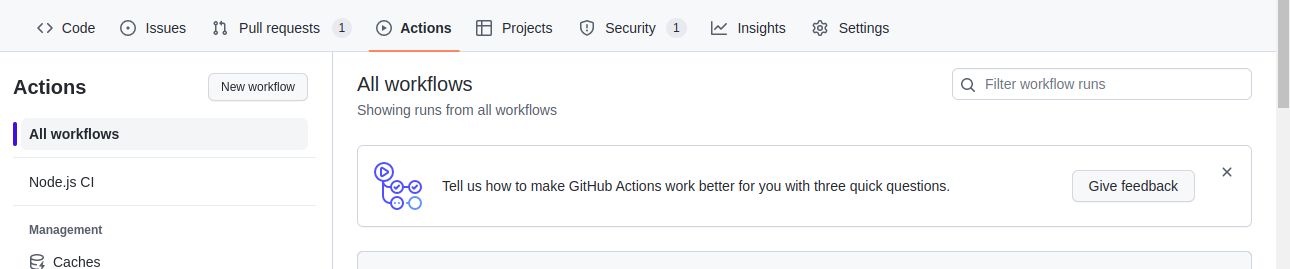 Code Issues Pull requests 1 Actions Projects Security 1 Insights Settings
Actions
New workflow
All workflows
Node.js CI
Management
Caches
All workflows
Showing runs from all workflows
Filter workflow runs
Tell us how to make GitHub Actions work better for you with three quick questions.
Give feedback